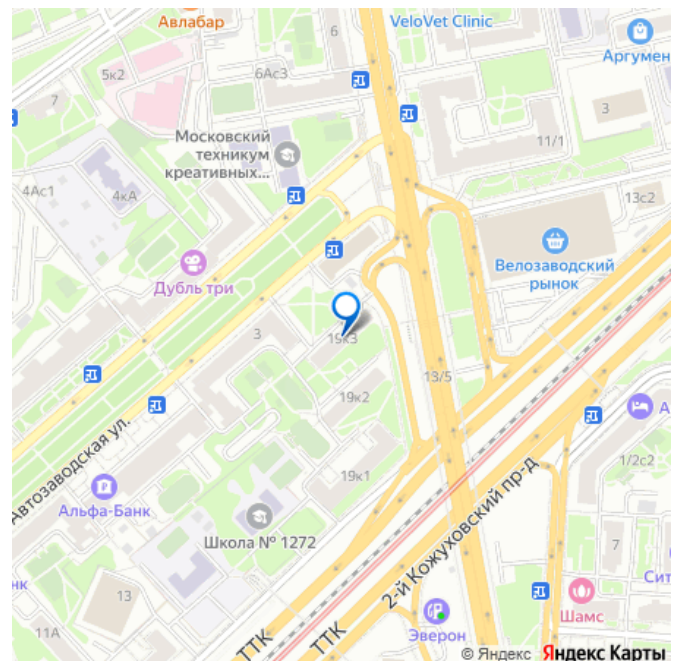 Авлабар
VeloVet Clinic
6
Аргумен
5к2
6Ас3
7
3
Московский
техникум
креативных...
11/1
4Ас1
4кА
13с2
Дубль три
Велозаводский
рынок
3
19к3
13/5
19к2
А
Автозаводская ул.
19к1
1/2с2
Альфа-Банк
2-й Кожуховский пр-д
Школа № 1272
7
нк
Сит
13
Шамс
11А
ТТК
ТТК
Эверон
© Яндекс Яндекс Карты